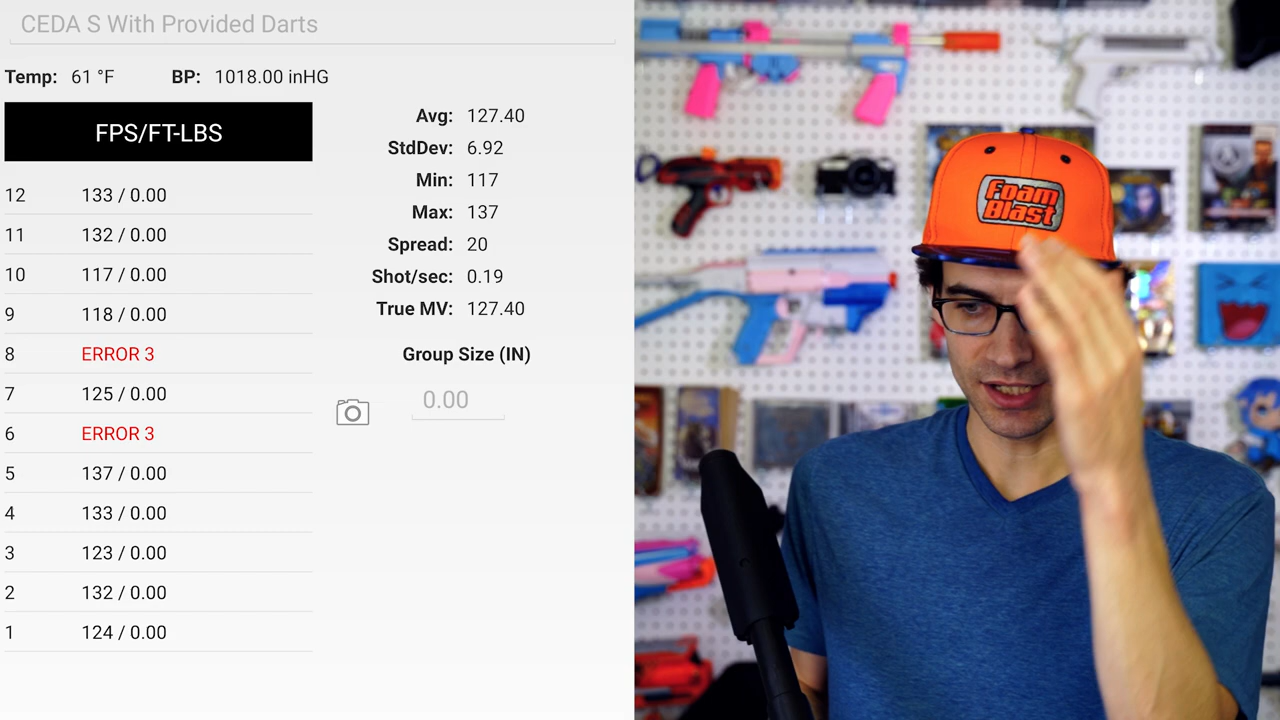 CEDA S With Provided Darts
Temp: 61 °F BP: 1018.00 inHG
FPS/FT-LBS
12 133 / 0.00
11 132 / 0.00
10 117 / 0.00
9 118 / 0.00
8 ERROR 3
7 125 / 0.00
6 ERROR 3
5 137 / 0.00
4 133 / 0.00
3 123 / 0.00
2 132 / 0.00
1 124 / 0.00
Avg: 127.40
StdDev: 6.92
Min: 117
Max: 137
Spread: 20
Shot/sec: 0.19
True MV: 127.40
Group Size (IN)
0.00
Foam
Blast